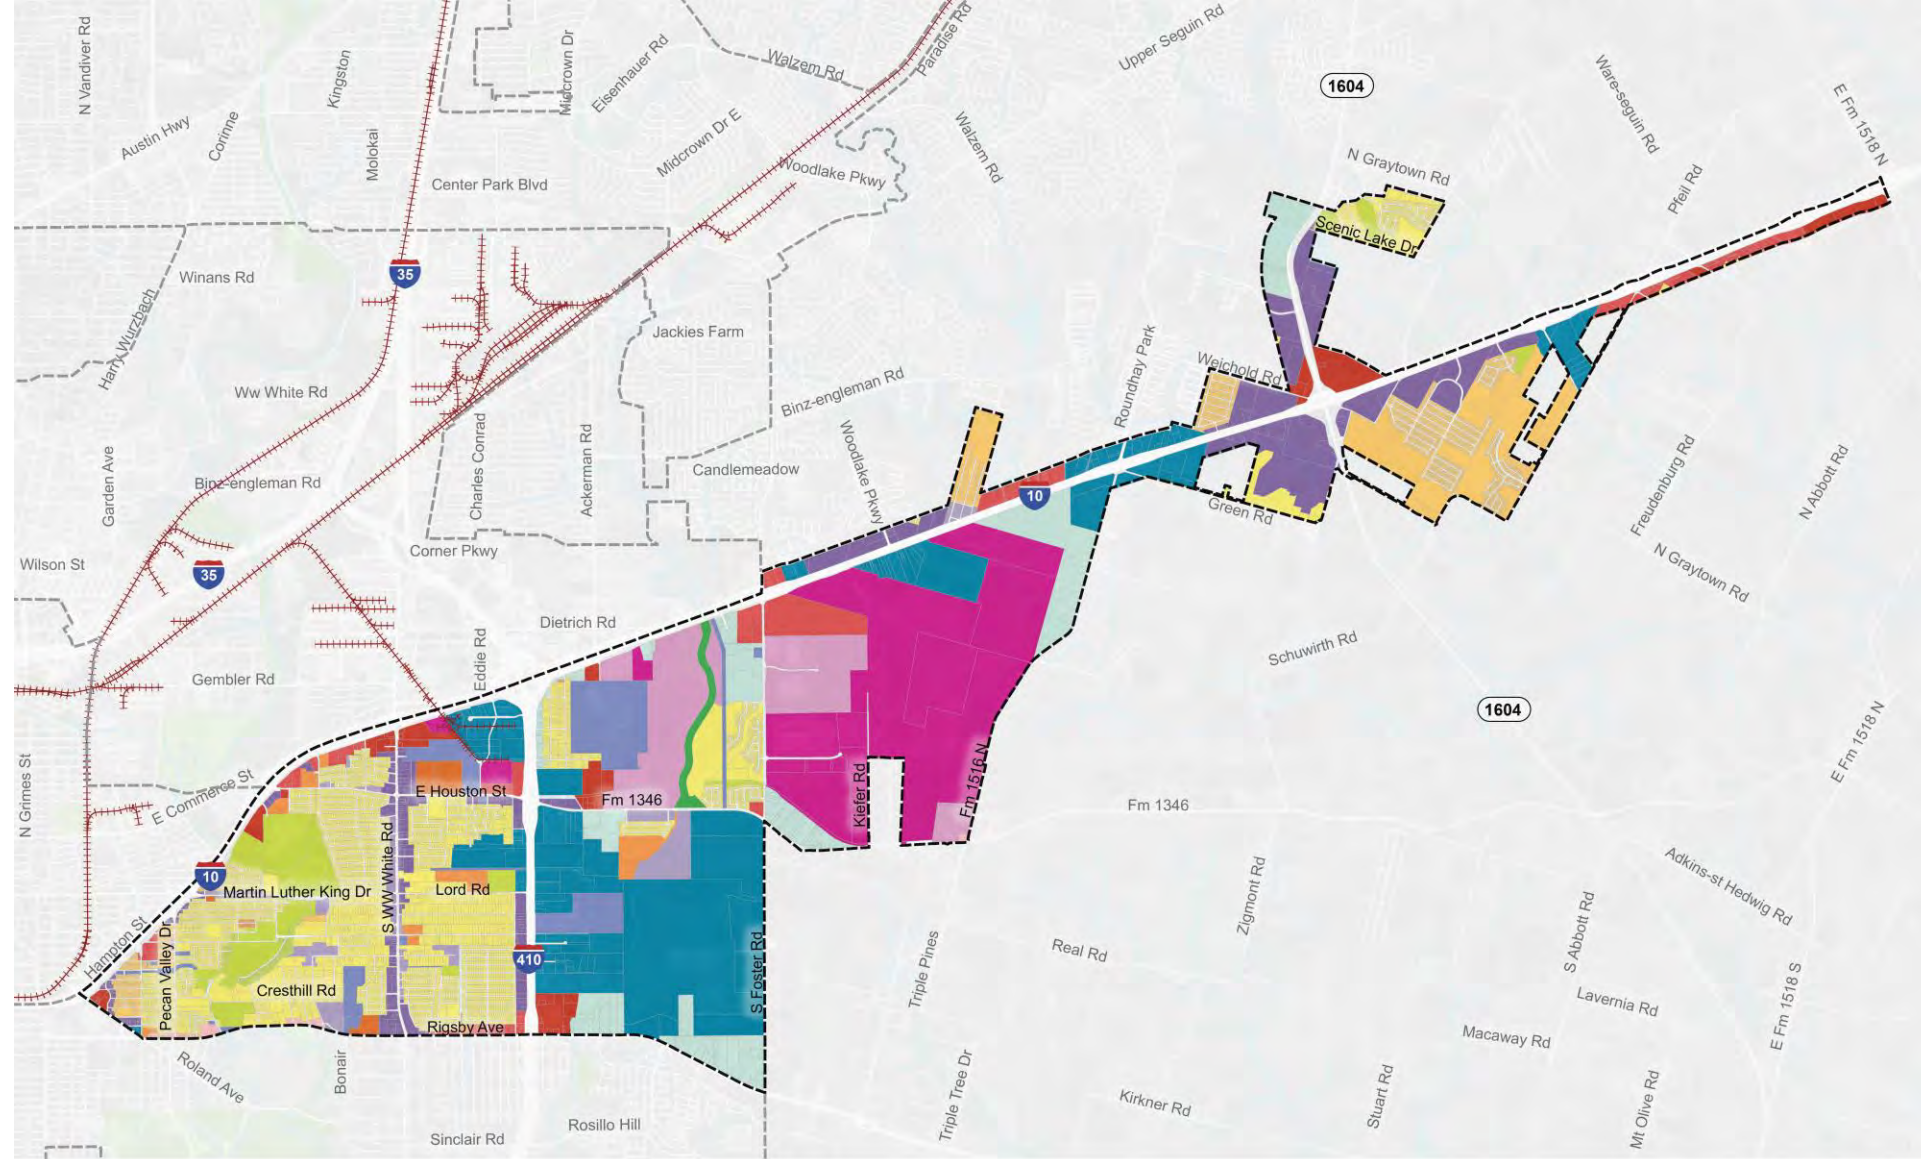 N Vandiver Rd
Kingston
Midcrown Dr
Eisenhauer Rd
Walzem Rd
Paradise Rd
Upper Seguin Rd
1604
Ware-seguin Rd
E Fm 1518 N
Austin Hwy
Corinne
Molokai
Midcrown Dr E
Walzem Rd
Center Park Blvd
Woodlake Pkwy
N Graytown Rd
Pfeil Rd
Scenic Lake Dr
Winans Rd
35
Harry Wurzbach
Jackies Farm
Roundhay Park
Weichold Rd
Ww White Rd
Binz-engleman Rd
Garden Ave
Charles Conrad
Ackerman Rd
Candlemeadow
Woodlake Pkwy
Binz-engleman Rd
10
Green Rd
Freudenburg Rd
N Abbott Rd
Corner Pkwy
Wilson St
35
N Graytown Rd
Dietrich Rd
Eddie Rd
Schuwirth Rd
Gembler Rd
1604
N Grimes St
E Commerce St
E Houston St
Fm 1346
Kiefer Rd
Fm 1516 N
Fm 1346
E Fm 1518 N
10
Martin Luther King Dr
S WW White Rd
Lord Rd
Zigmont Rd
Adkins-st Hedwig Rd
Hampton St
Pecan Valley Dr
410
S Foster Rd
Triple Pines
Real Rd
S Abbott Rd
Cresthill Rd
Lavernia Rd
E Fm 1518 S
Rigsby Ave
Macaway Rd
Roland Ave
Bonair
Triple Tree Dr
Stuart Rd
Kirkner Rd
Mt Olive Rd
Sinclair Rd
Rosillo Hill